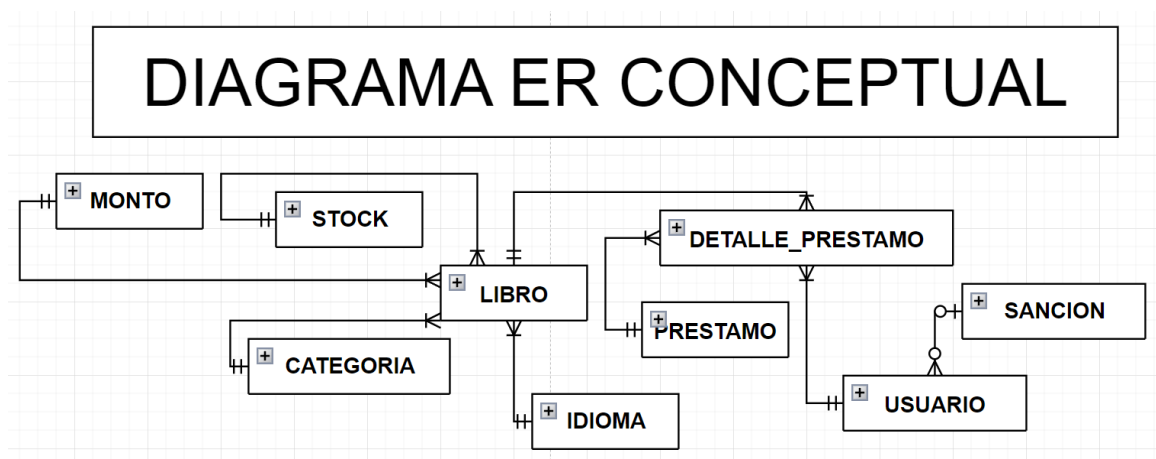 DIAGRAMA ER CONCEPTUAL
MONTO
STOCK
DETALLE_PRESTAMO
LIBRO
SANCION
PRESTAMO
CATEGORIA
USUARIO
IDIOMA